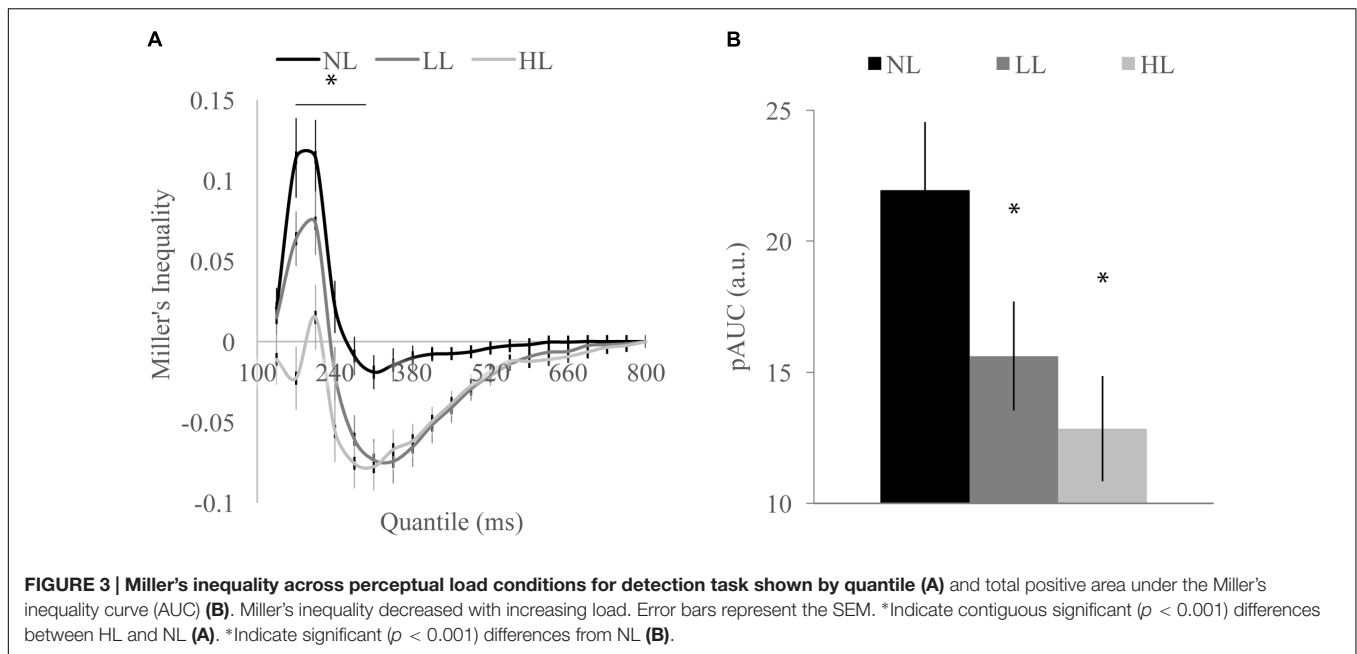 A
NL LL HL
*
0.15
0.1
0.05
0
-0.05
-0.1
Miller's Inequality
100 240 380 520 660 800
Quantile (ms)
B
NL LL HL
25
20
15
10
pAUC (a.u.)
*
*
FIGURE 3 | Miller's inequality across perceptual load conditions for detection task shown by quantile (A) and total positive area under the Miller's
inequality curve (AUC) (B). Miller's inequality decreased with increasing load. Error bars represent the SEM. *Indicate contiguous significant (p < 0.001) differences
between HL and NL (A). *Indicate significant (p < 0.001) differences from NL (B).